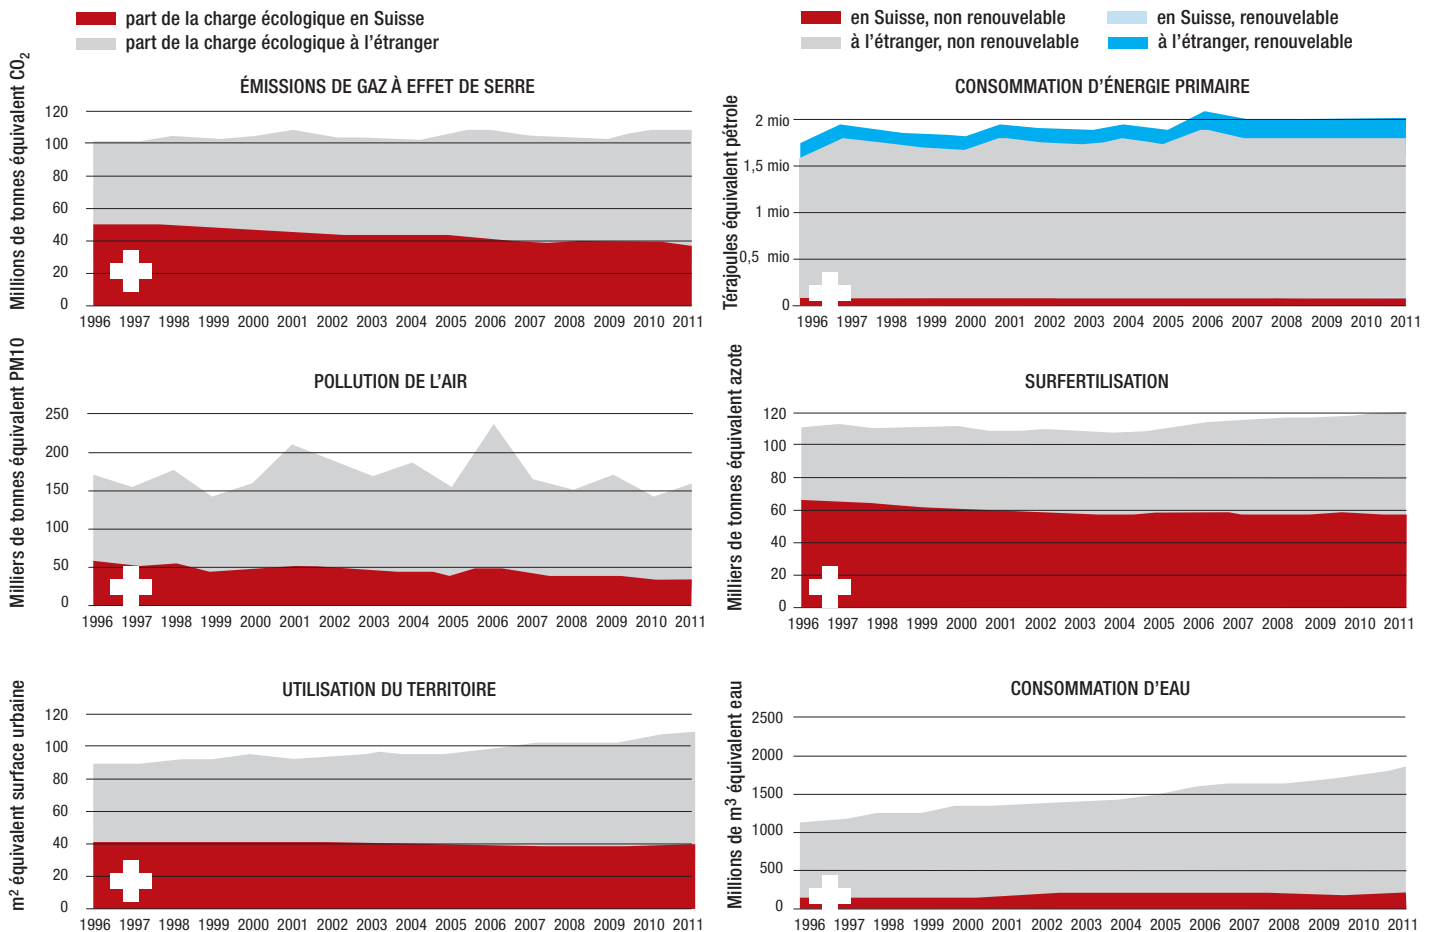 part de la charge écologique en Suisse
part de la charge écologique à l'étranger
en Suisse, non renouvelable
en Suisse, renouvelable
à l'étranger, non renouvelable
à l'étranger, renouvelable
ÉMISSIONS DE GAZ À EFFET DE SERRE
Millions de tonnes équivalent CO2
120
100
80
60
40
20
0
1996 1997 1998 1999 2000 2001 2002 2003 2004 2005 2006 2007 2008 2009 2010 2011
CONSOMMATION D'ÉNERGIE PRIMAIRE
Térajoules équivalent pétrole
2 mio
1,5 mio
1 mio
0,5 mio
0
1996 1997 1998 1999 2000 2001 2002 2003 2004 2005 2006 2007 2008 2009 2010 2011
POLLUTION DE L'AIR
Milliers de tonnes équivalent PM10
250
200
150
100
50
0
1996 1997 1998 1999 2000 2001 2002 2003 2004 2005 2006 2007 2008 2009 2010 2011
SURFERTILISATION
Milliers de tonnes équivalent azote
120
100
80
60
40
20
0
1996 1997 1998 1999 2000 2001 2002 2003 2004 2005 2006 2007 2008 2009 2010 2011
UTILISATION DU TERRITOIRE
m² équivalent surface urbaine
120
100
80
60
40
20
0
1996 1997 1998 1999 2000 2001 2002 2003 2004 2005 2006 2007 2008 2009 2010 2011
CONSOMMATION D'EAU
Millions de m³ équivalent eau
2500
2000
1500
1000
500
0
1996 1997 1998 1999 2000 2001 2002 2003 2004 2005 2006 2007 2008 2009 2010 2011